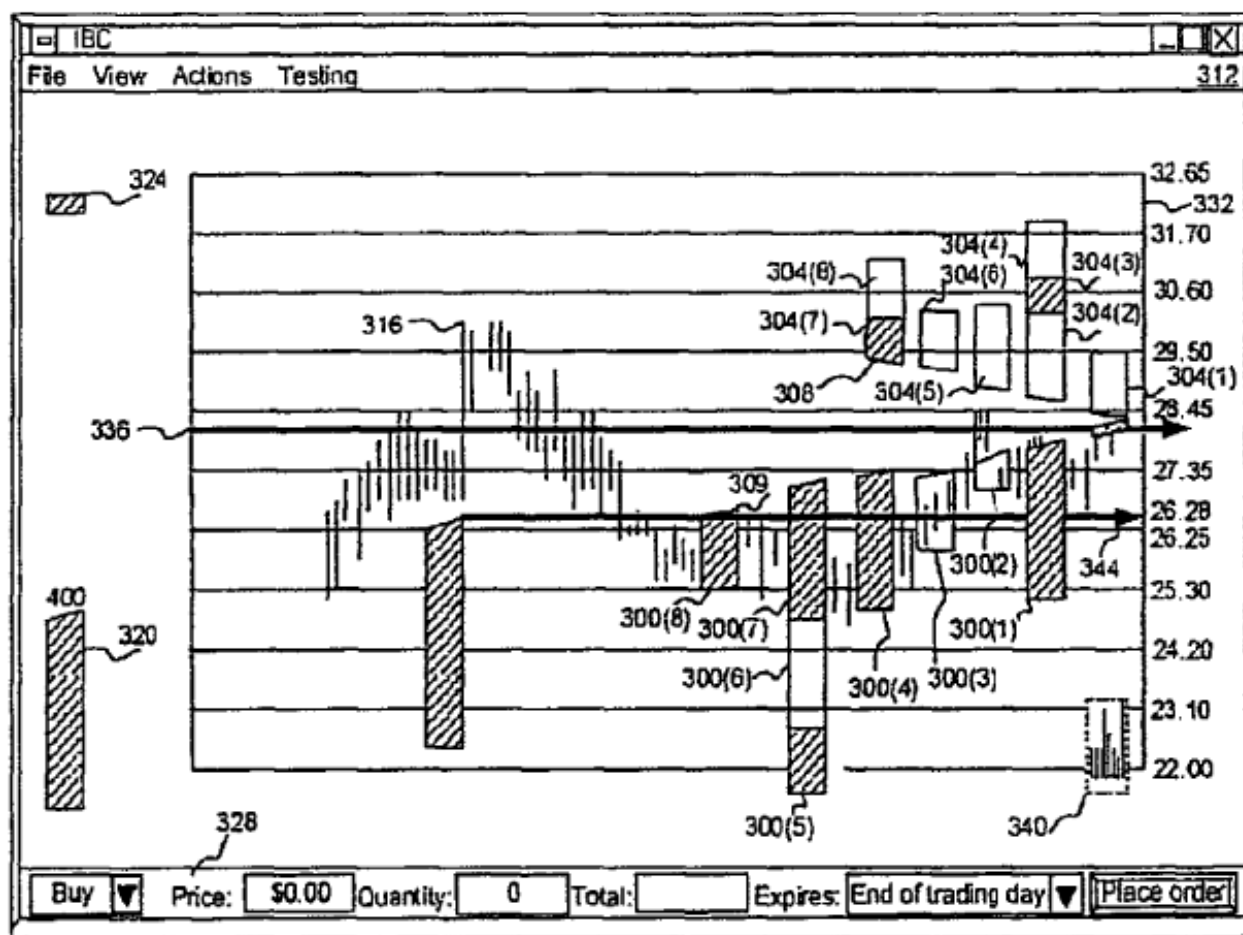 IBC
File View Actions Testing 312
324
32.65
332
31.70
304(4)
304(8) 304(6) 304(3)
30.60
316 304(7) 304(2)
29.50
308 304(5) 304(1)
28.45
336
27.35
309
26.28
26.25
300(2) 344
25.30
400
300(8) 300(7) 300(1)
320
24.20
300(6) 300(4) 300(3)
23.10
22.00
328 300(5) 340
Buy Price: $0.00 Quantity: 0 Total: Expires: End of trading day Place order